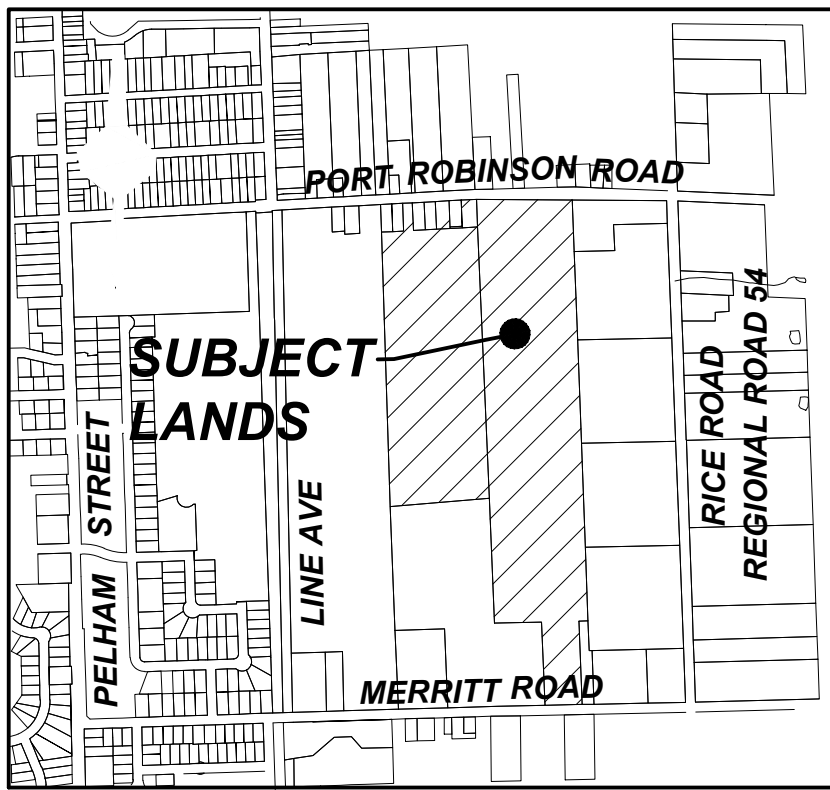 PORT ROBINSON ROAD
SUBJECT
LANDS
PELHAM STREET
LINE AVE
RICE ROAD
REGIONAL ROAD 54
MERRITT ROAD